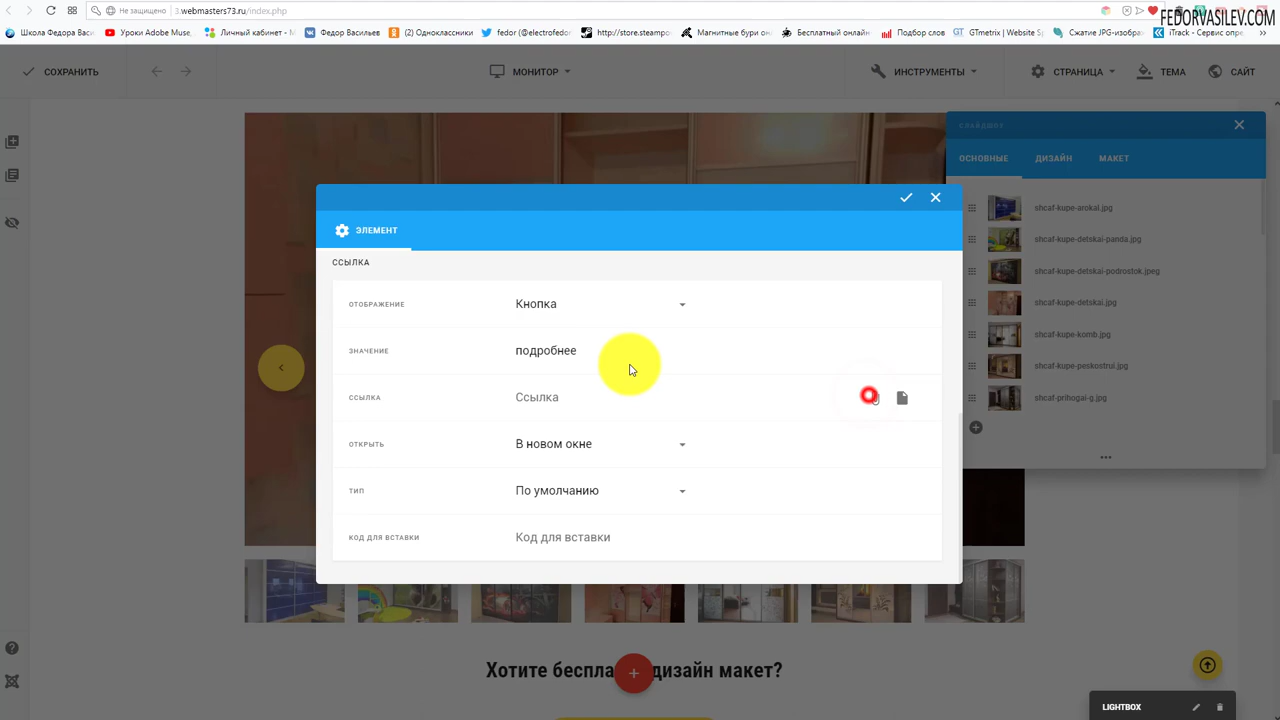 FEDORVASILEV.COM
Не защищено 3.webmasters73.ru/index.php
Школа Федора Васи
Уроки Adobe Muse,
Личный кабинет - М
Федор Васильев
(2) Одноклассники
fedor (@electrofedor)
http://store.steampo
Магнитные бури он
Бесплатный онлайн
Подбор слов
GTmetrix | Website Sp
Сжатие JPG-изображ
iTrack - Сервис опре
СОХРАНИТЬ
МОНИТОР
ИНСТРУМЕНТЫ
СТРАНИЦА
ТЕМА
САЙТ
СЛАЙДШОУ
ОСНОВНЫЕ
ДИЗАЙН
МАКЕТ
shcaf-kupe-arokal.jpg
shcaf-kupe-detskai-panda.jpg
shcaf-kupe-detskai-podrostok.jpeg
shcaf-kupe-detskai.jpg
shcaf-kupe-komb.jpg
shcaf-kupe-peskostrui.jpg
shcaf-prihogai-g.jpg
ЭЛЕМЕНТ
ССЫЛКА
ОТОБРАЖЕНИЕ Кнопка
ЗНАЧЕНИЕ подробнее
ССЫЛКА Ссылка
ОТКРЫТЬ В новом окне
ТИП По умолчанию
КОД ДЛЯ ВСТАВКИ Код для вставки
Хотите беспла дизайн макет?
LIGHTBOX